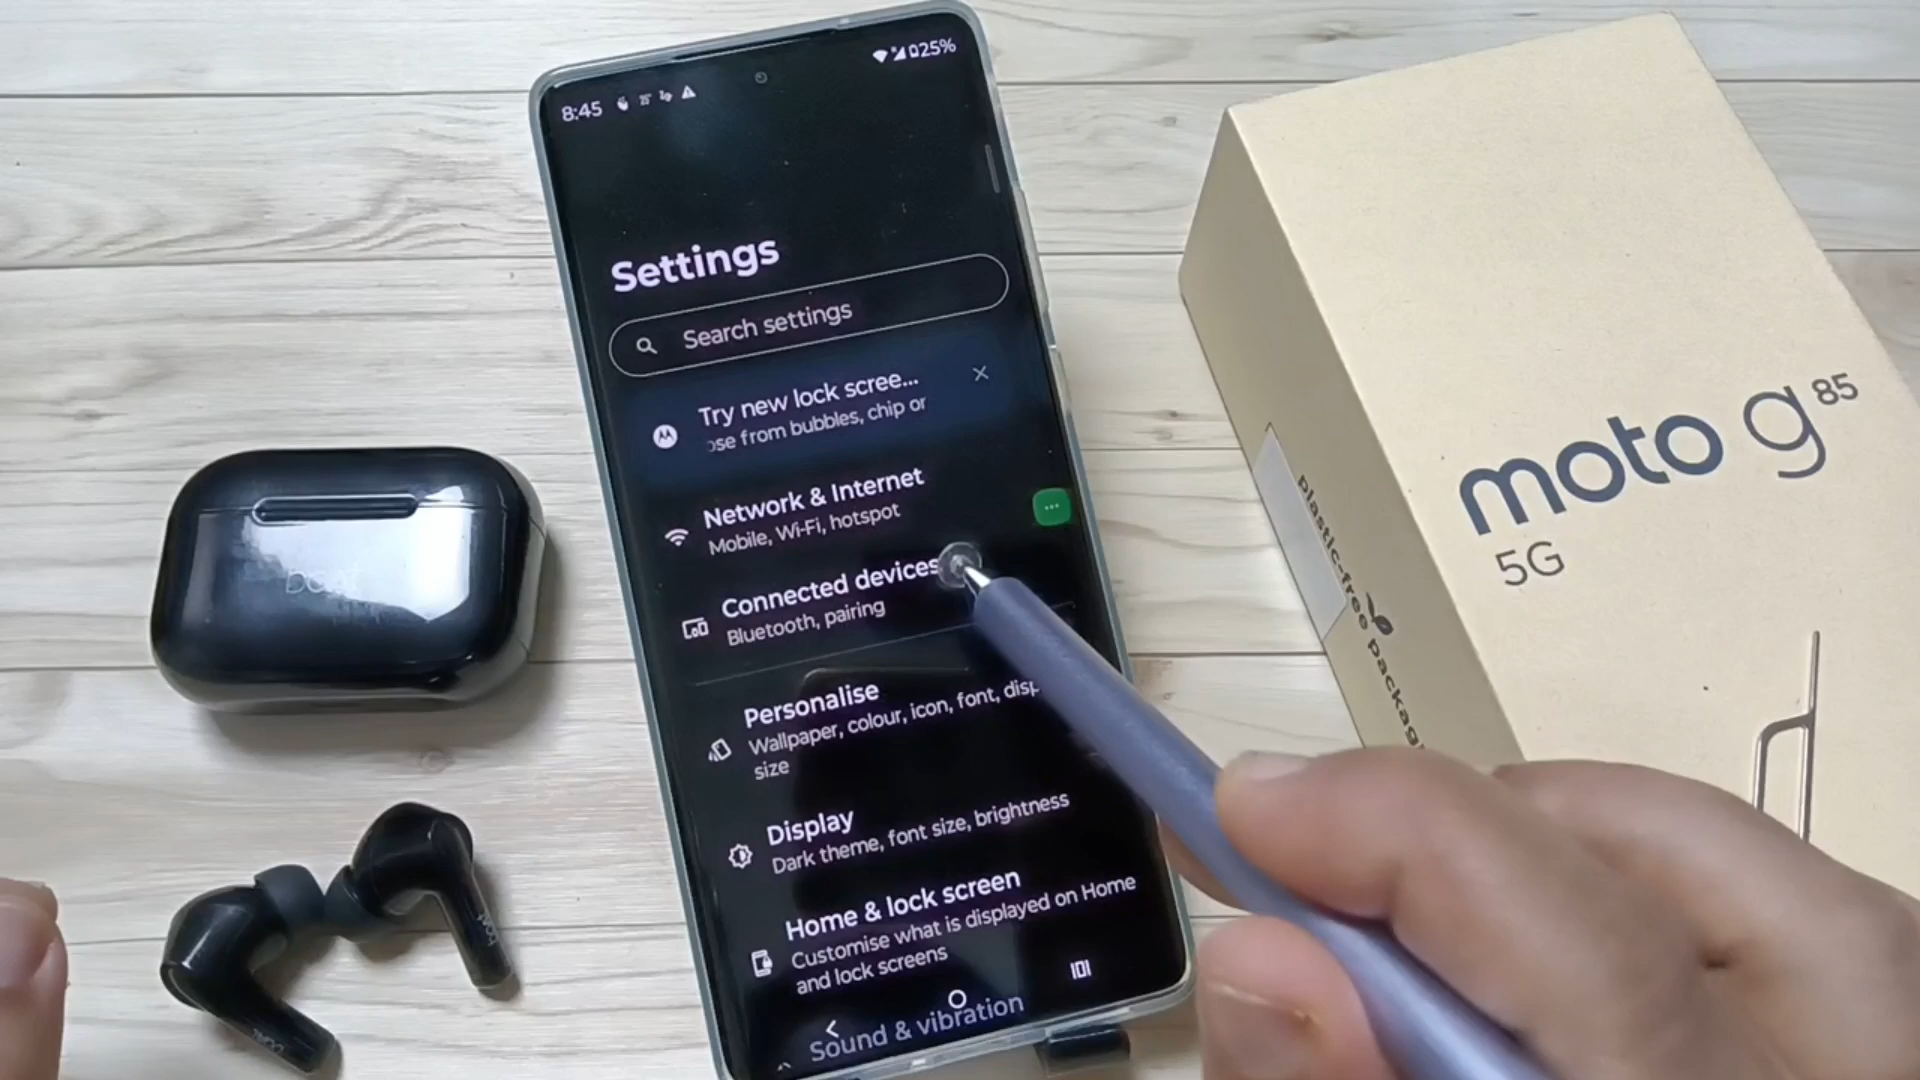 8:45
25%
Settings
Search settings
Try new lock scree...
ose from bubbles, chip or
Network & Internet
Mobile, Wi-Fi, hotspot
Connected devices
Bluetooth, pairing
Personalise
Wallpaper, colour, icon, font, disp
size
Display
Dark theme, font size, brightness
Home & lock screen
Customise what is displayed on Home
and lock screens
Sound & vibration
moto g85
5G
plastic-free packag
boAt